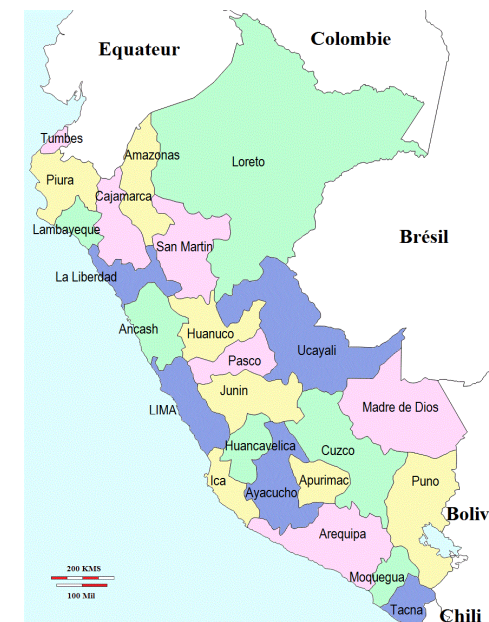 Colombie
Equateur
Tumbes
Amazonas
Loreto
Piura
Cajamarca
Lambayeque
San Martin
Brésil
La Liberdad
Ancash
Huanuco
Ucayali
Pasco
Junin
LIMA
Madre de Dios
Huancavelica
Cuzco
Ica
Apurimac
Puno
Ayacucho
Boliv
Arequipa
200 KMS
Moquegua
100 Mil
Tacna
Chili